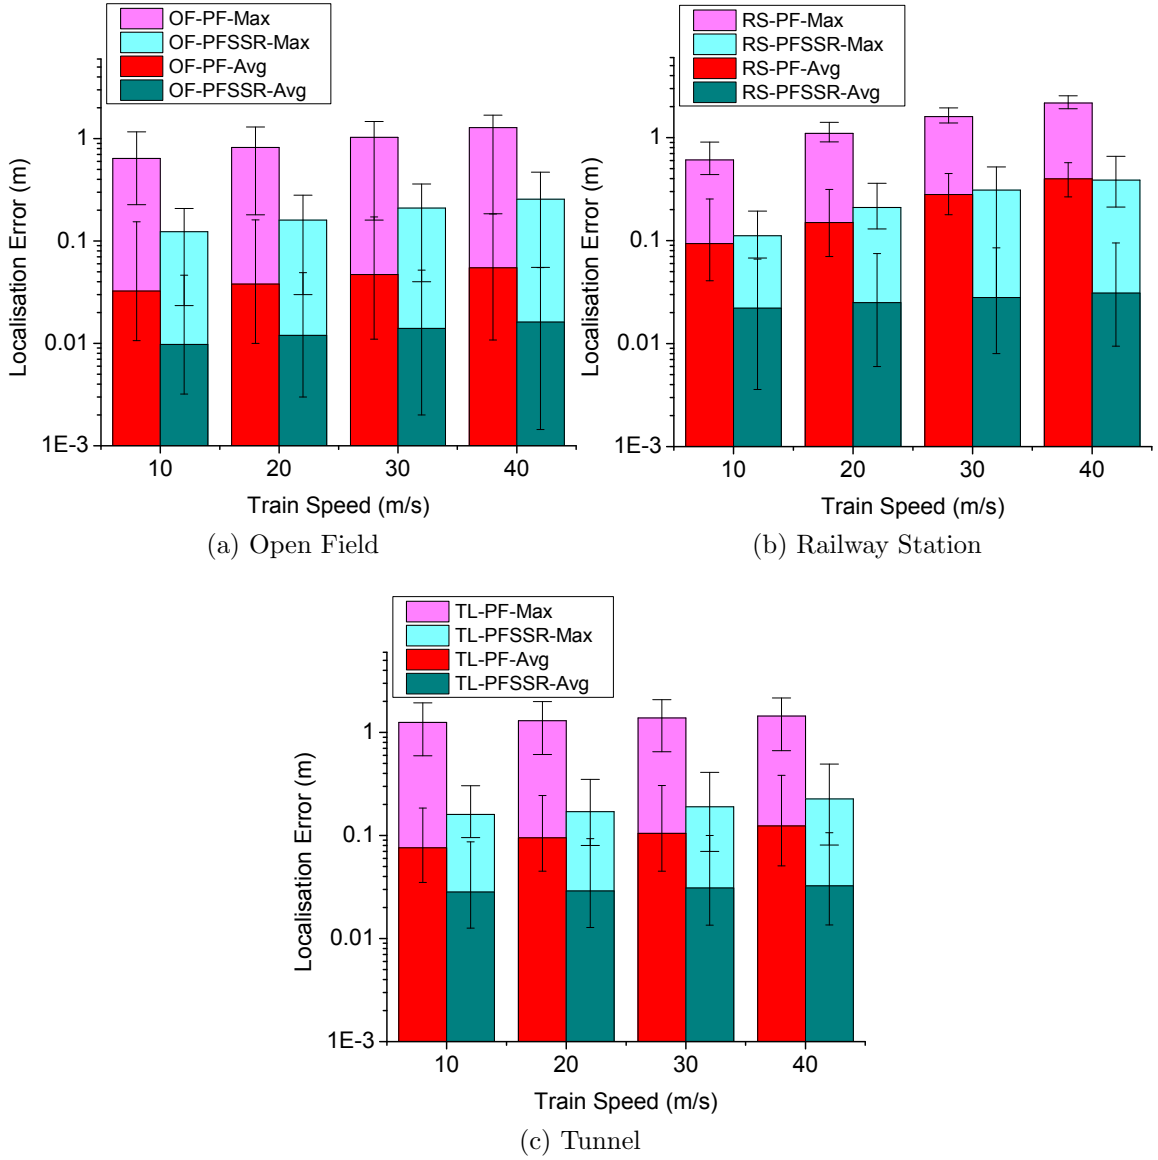 OF-PF-Max
OF-PFSSR-Max
OF-PF-Avg
OF-PFSSR-Avg
Localisation Error (m)
1
0.1
0.01
1E-3
10 20 30 40
Train Speed (m/s)
(a) Open Field
RS-PF-Max
RS-PFSSR-Max
RS-PF-Avg
RS-PFSSR-Avg
Localisation Error (m)
1
0.1
0.01
1E-3
10 20 30 40
Train Speed (m/s)
(b) Railway Station
TL-PF-Max
TL-PFSSR-Max
TL-PF-Avg
TL-PFSSR-Avg
Localisation Error (m)
1
0.1
0.01
1E-3
10 20 30 40
Train Speed (m/s)
(c) Tunnel